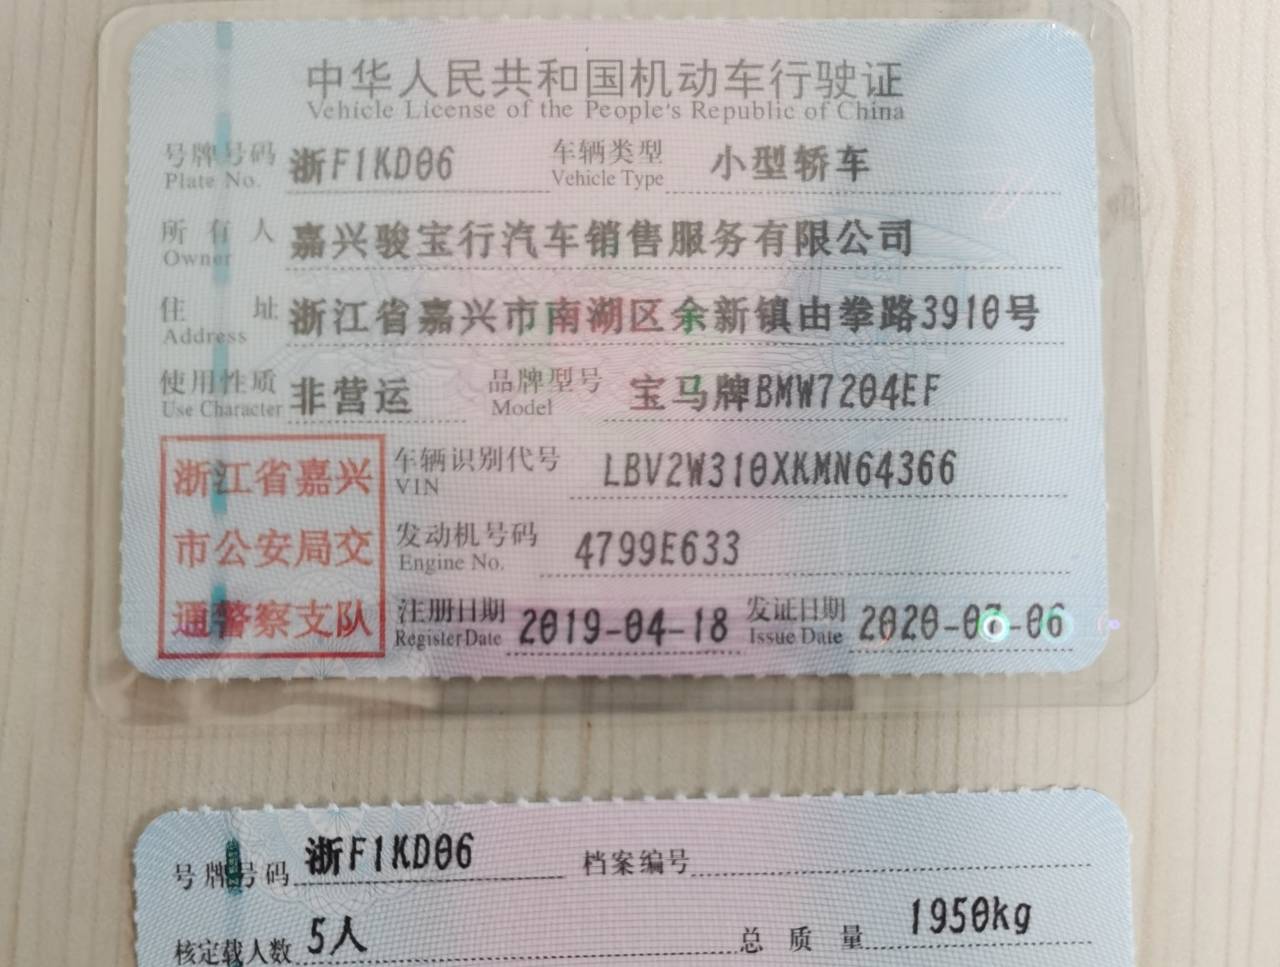 中华人民共和国机动车行驶证
Vehicle License of the People's Republic of China
号牌号码 浙F1KD06 车辆类型 小型轿车
Plate No. Vehicle Type
所有人 嘉兴骏宝行汽车销售服务有限公司
Owner
住址 浙江省嘉兴市南湖区余新镇由拳路3910号
Address
使用性质 非营运 品牌型号 宝马牌BMW7204EF
Use Character Model
浙江省嘉兴
市公安局交
通警察支队
车辆识别代号 LBV2W310XKMN64366
VIN
发动机号码 4799E633
Engine No.
注册日期 2019-04-18 发证日期 2020-07-06
Register Date Issue Date
号牌号码 浙F1KD06 档案编号
核定载人数 5人 总质量 1950kg